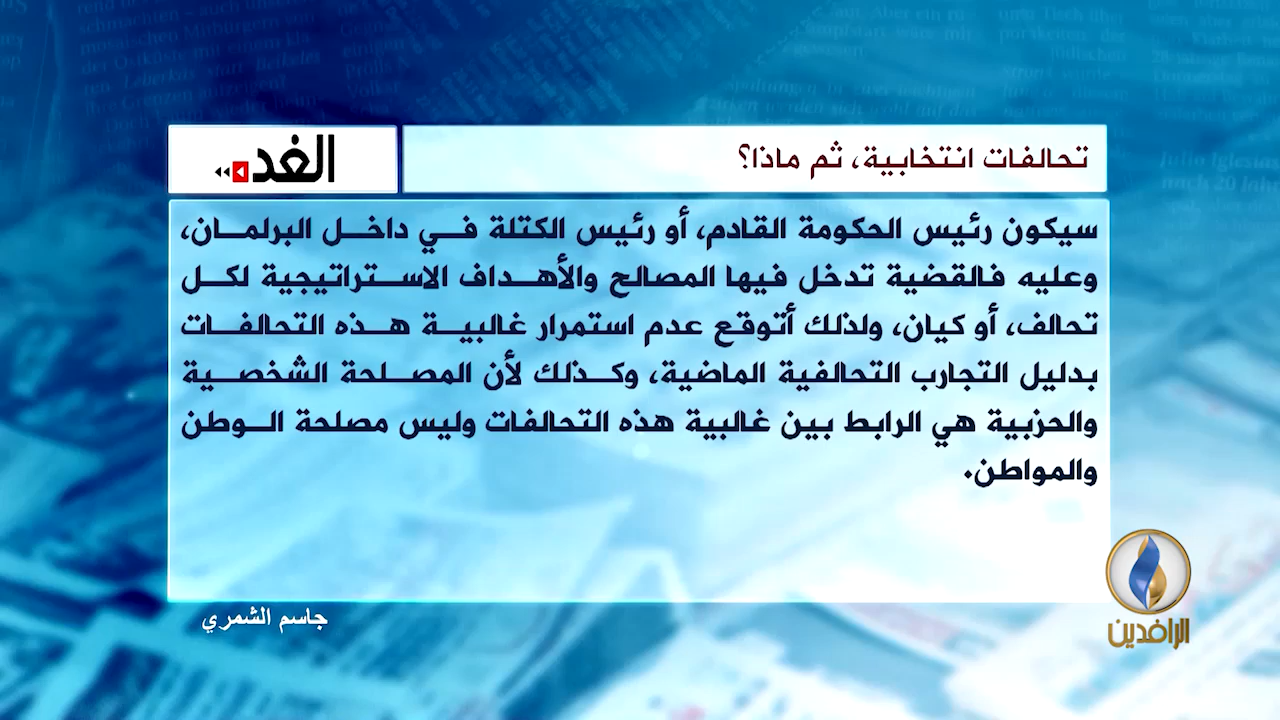 تحالفات انتخابية، ثم ماذا؟
الغد
سيكون رئيس الحكومة القادم، أو رئيس الكتلة في داخل البرلمان،
وعليه فالقضية تدخل فيها المصالح والأهداف الاستراتيجية لكل
تحالف، أو كيان، ولذلك أتوقع عدم استمرار غالبية هذه التحالفات
بدليل التجارب التحالفية الماضية، وكذلك لأن المصلحة الشخصية
والحزبية هي الرابط بين غالبية هذه التحالفات وليس مصلحة الوطن
والمواطن.
جاسم الشمري
الرافدين